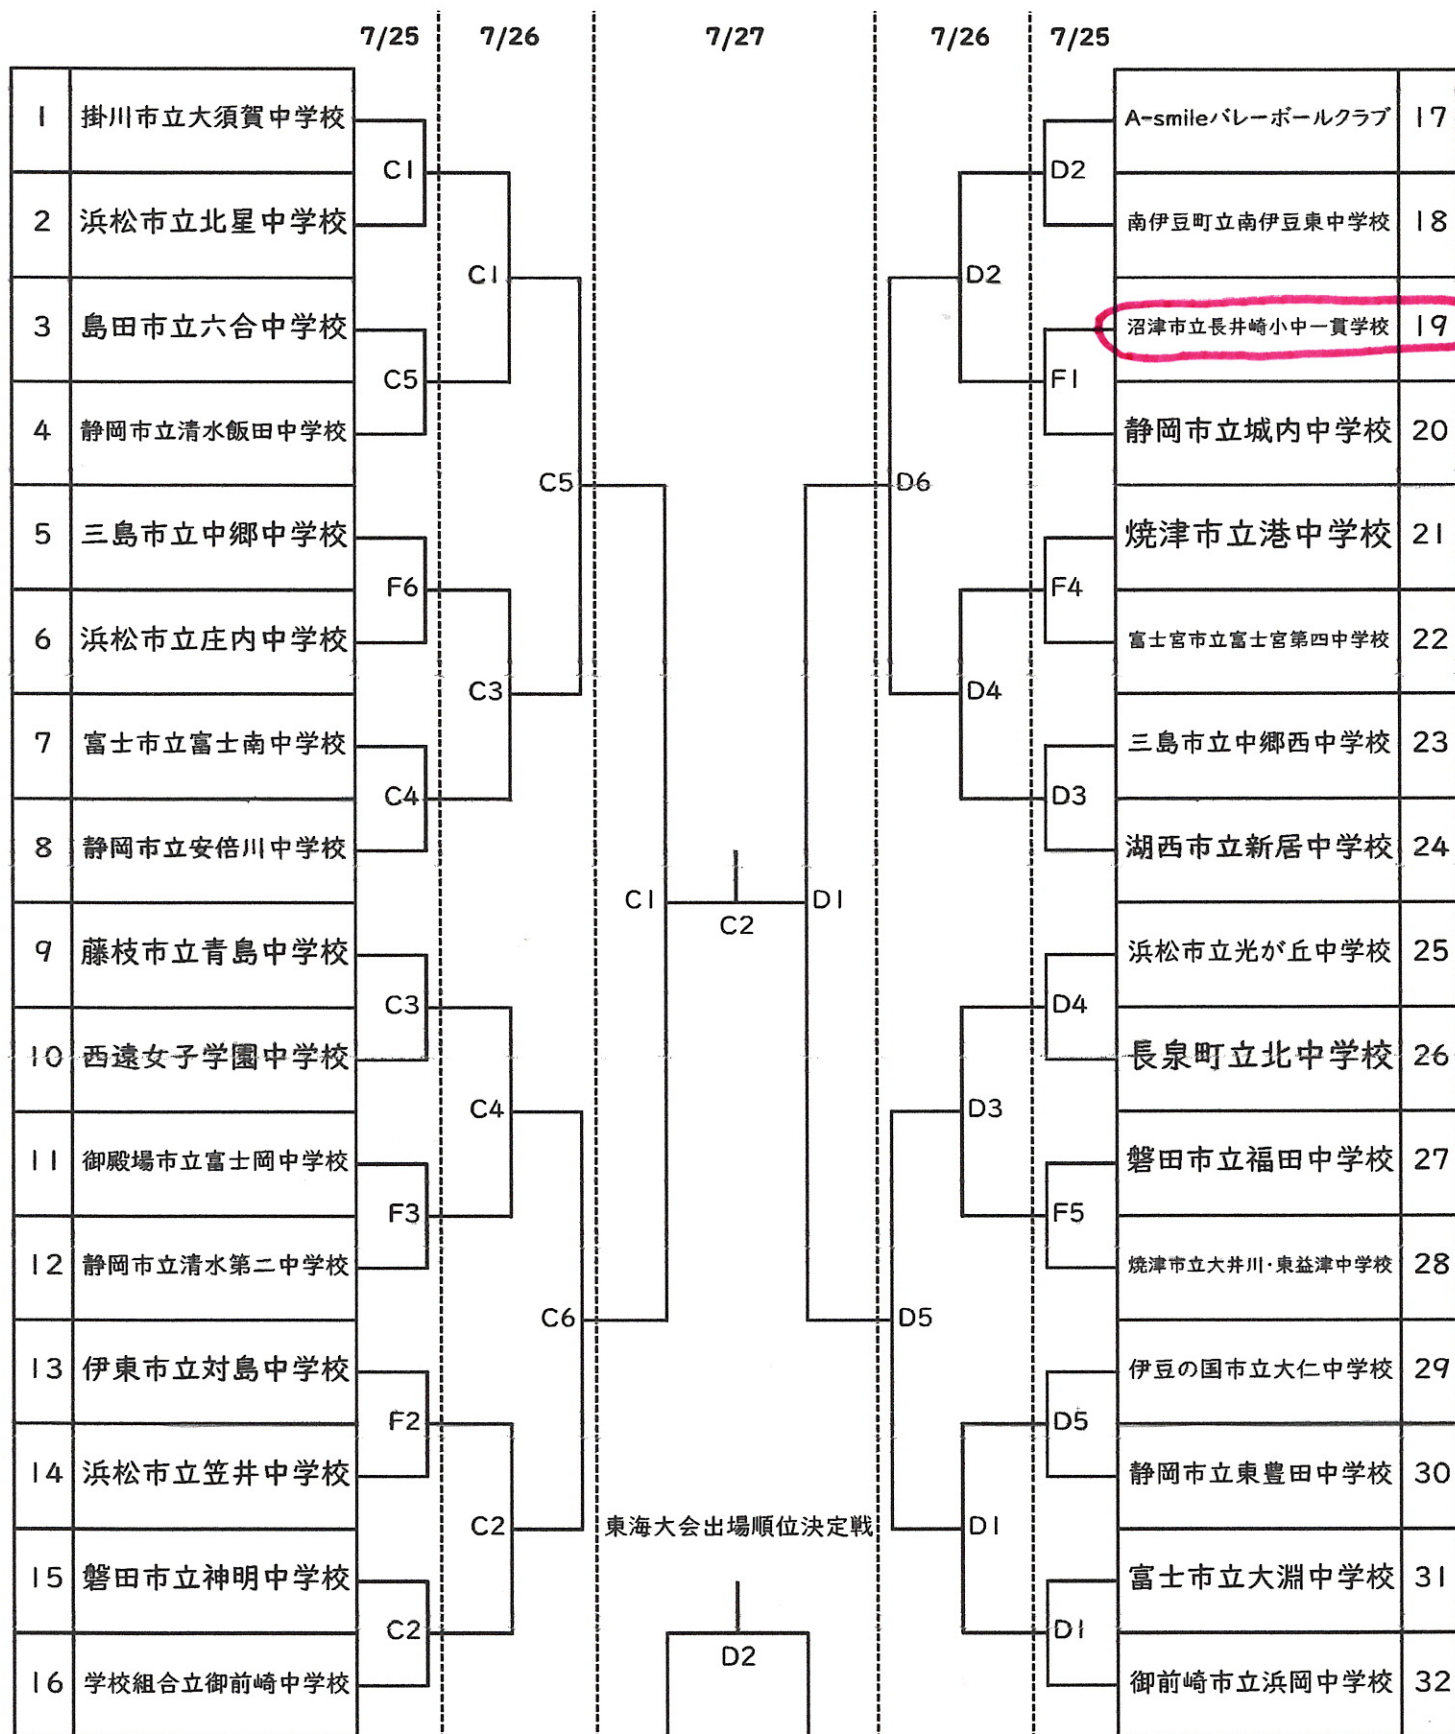 7/25 7/26 7/27 7/26 7/25
1 掛川市立大須賀中学校
C1
2 浜松市立北星中学校
C1
3 島田市立六合中学校
C5
4 静岡市立清水飯田中学校
C5
5 三島市立中郷中学校
F6
6 浜松市立庄内中学校
C3
7 富士市立富士南中学校
C4
8 静岡市立安倍川中学校
C1
9 藤枝市立青島中学校
C3
10 西遠女子学園中学校
C4
11 御殿場市立富士岡中学校
F3
12 静岡市立清水第二中学校
C6
13 伊東市立対島中学校
F2
14 浜松市立笠井中学校
C2
15 磐田市立神明中学校
C2
16 学校組合立御前崎中学校
C2
東海大会出場順位決定戦
D2
A-smileバレーボールクラブ 17
D2
南伊豆町立南伊豆東中学校 18
D2
沼津市立長井崎小中一貫学校 19
F1
静岡市立城内中学校 20
D6
焼津市立港中学校 21
F4
富士宮市立富士宮第四中学校 22
D4
三島市立中郷西中学校 23
D3
湖西市立新居中学校 24
D1
浜松市立光が丘中学校 25
D4
長泉町立北中学校 26
D3
磐田市立福田中学校 27
F5
焼津市立大井川・東益津中学校 28
D5
伊豆の国市立大仁中学校 29
D5
静岡市立東豊田中学校 30
D1
富士市立大淵中学校 31
D1
御前崎市立浜岡中学校 32